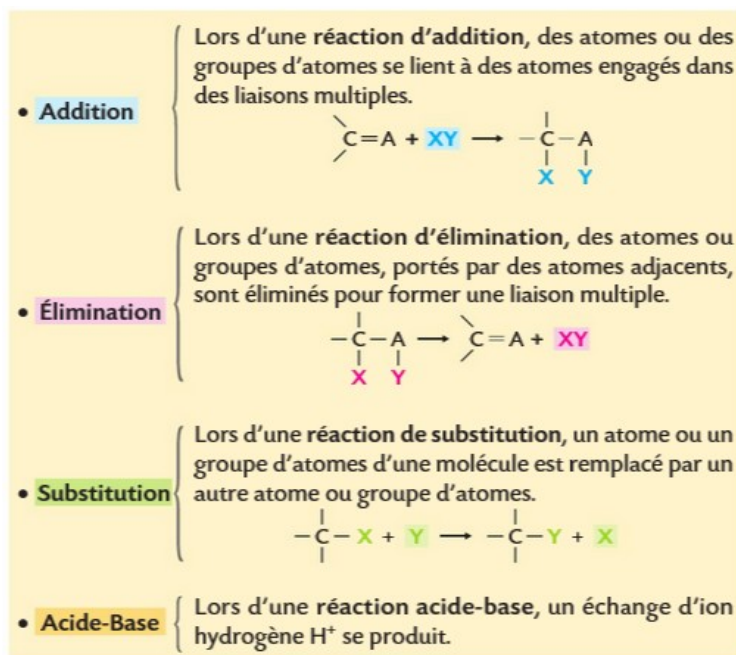 Lors d'une réaction d'addition, des atomes ou des
groupes d'atomes se lient à des atomes engagés dans
des liaisons multiples.
• Addition
C=A + XY → –C–A
X Y
Lors d'une réaction d'élimination, des atomes ou
groupes d'atomes, portés par des atomes adjacents,
sont éliminés pour former une liaison multiple.
• Élimination
–C–A → C=A + XY
X Y
Lors d'une réaction de substitution, un atome ou un
groupe d'atomes d'une molécule est remplacé par un
autre atome ou groupe d'atomes.
• Substitution
–C–X + Y → –C–Y + X
Lors d'une réaction acide-base, un échange d'ion
• Acide-Base
hydrogène H⁺ se produit.